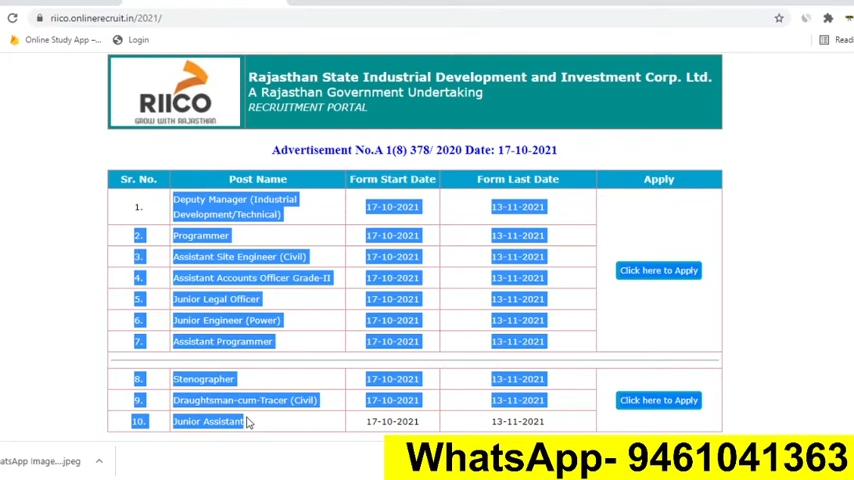 riico.onlinerecruit.in/2021/
Online Study App –...
Login
RIICO
GROW WITH RAJASTHAN
Rajasthan State Industrial Development and Investment Corp. Ltd.
A Rajasthan Government Undertaking
RECRUITMENT PORTAL
Advertisement No.A 1(8) 378/ 2020 Date: 17-10-2021
Sr. No. Post Name Form Start Date Form Last Date Apply
1. Deputy Manager (Industrial Development/Technical) 17-10-2021 13-11-2021
2. Programmer 17-10-2021 13-11-2021
3. Assistant Site Engineer (Civil) 17-10-2021 13-11-2021
Click here to Apply
4. Assistant Accounts Officer Grade-II 17-10-2021 13-11-2021
5. Junior Legal Officer 17-10-2021 13-11-2021
6. Junior Engineer (Power) 17-10-2021 13-11-2021
7. Assistant Programmer 17-10-2021 13-11-2021
8. Stenographer 17-10-2021 13-11-2021
9. Draughtsman-cum-Tracer (Civil) 17-10-2021 13-11-2021 Click here to Apply
10. Junior Assistant 17-10-2021 13-11-2021
atsApp Image....jpeg
WhatsApp- 9461041363